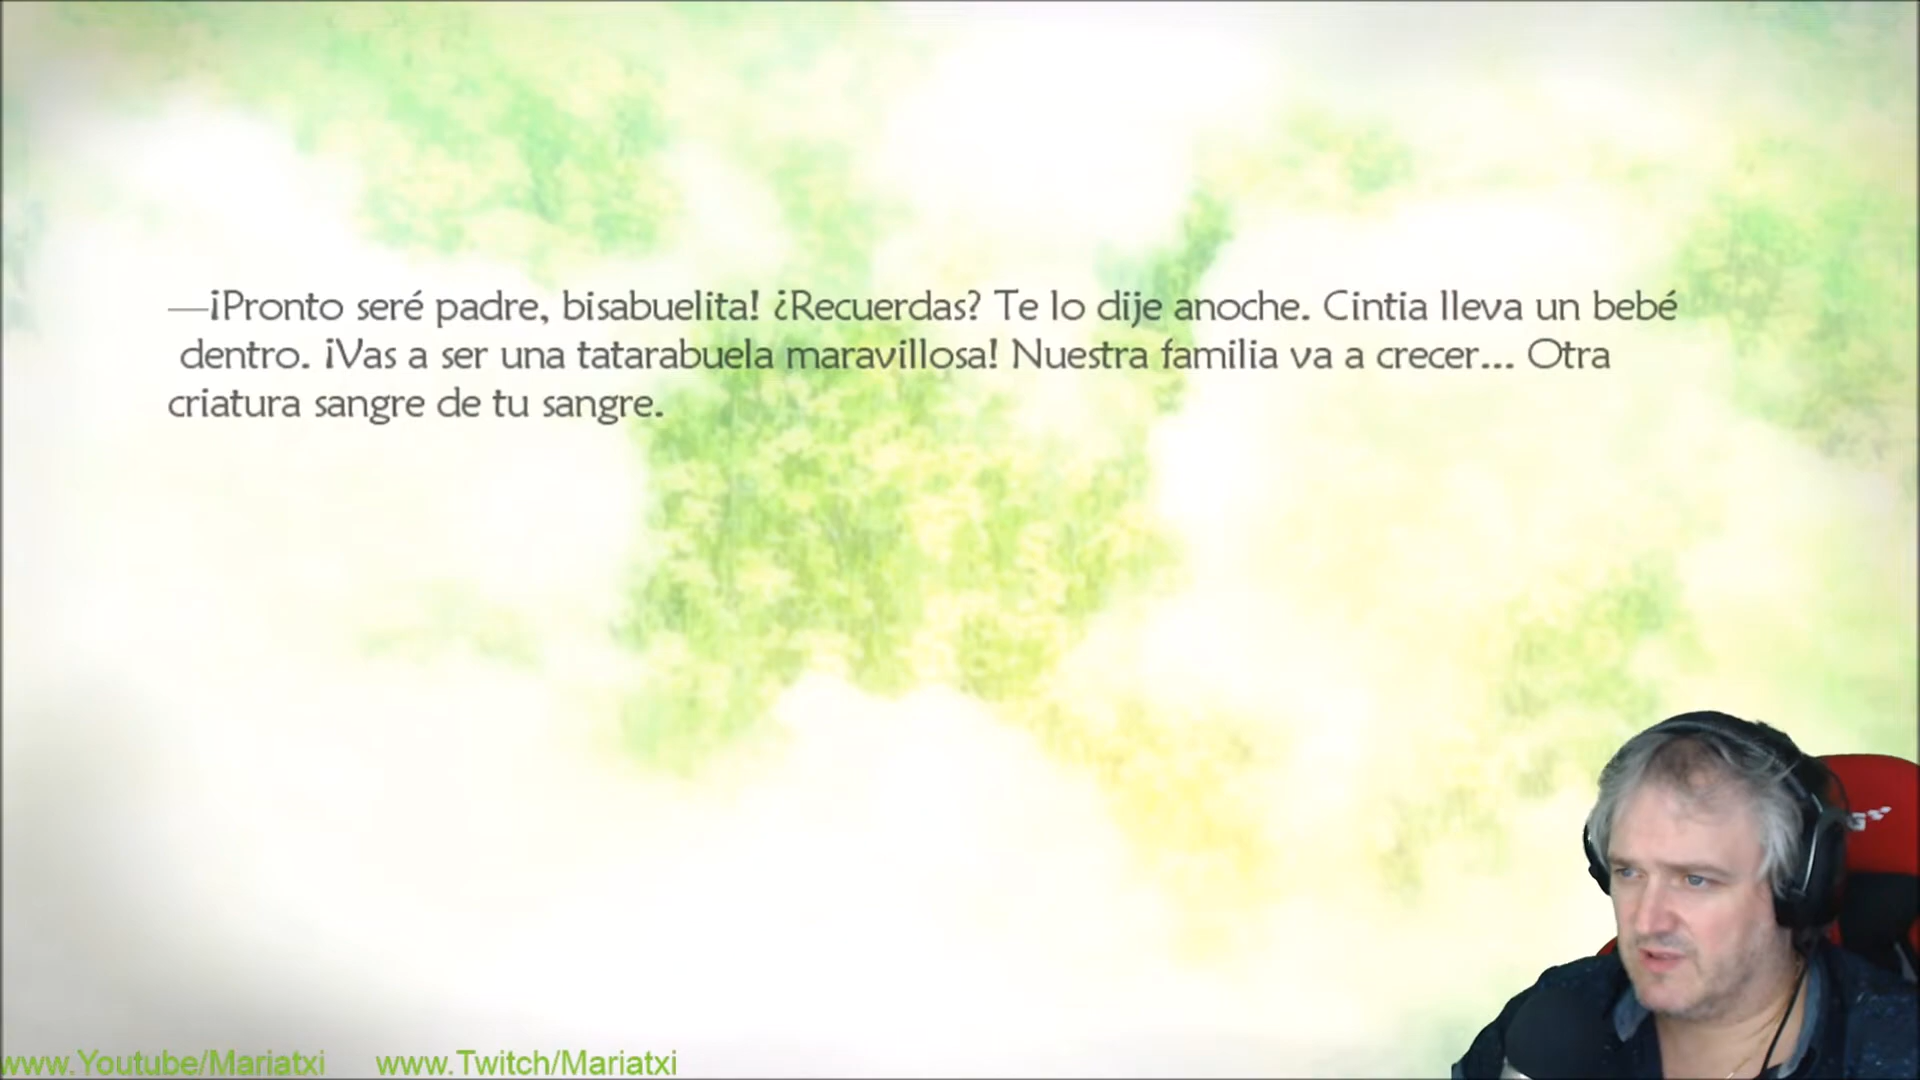 —¡Pronto seré padre, bisabuelita! ¿Recuerdas? Te lo dije anoche. Cintia lleva un bebé
dentro. ¡Vas a ser una tatarabuela maravillosa! Nuestra familia va a crecer... Otra
criatura sangre de tu sangre.
www.Youtube/Mariatxi www.Twitch/Mariatxi